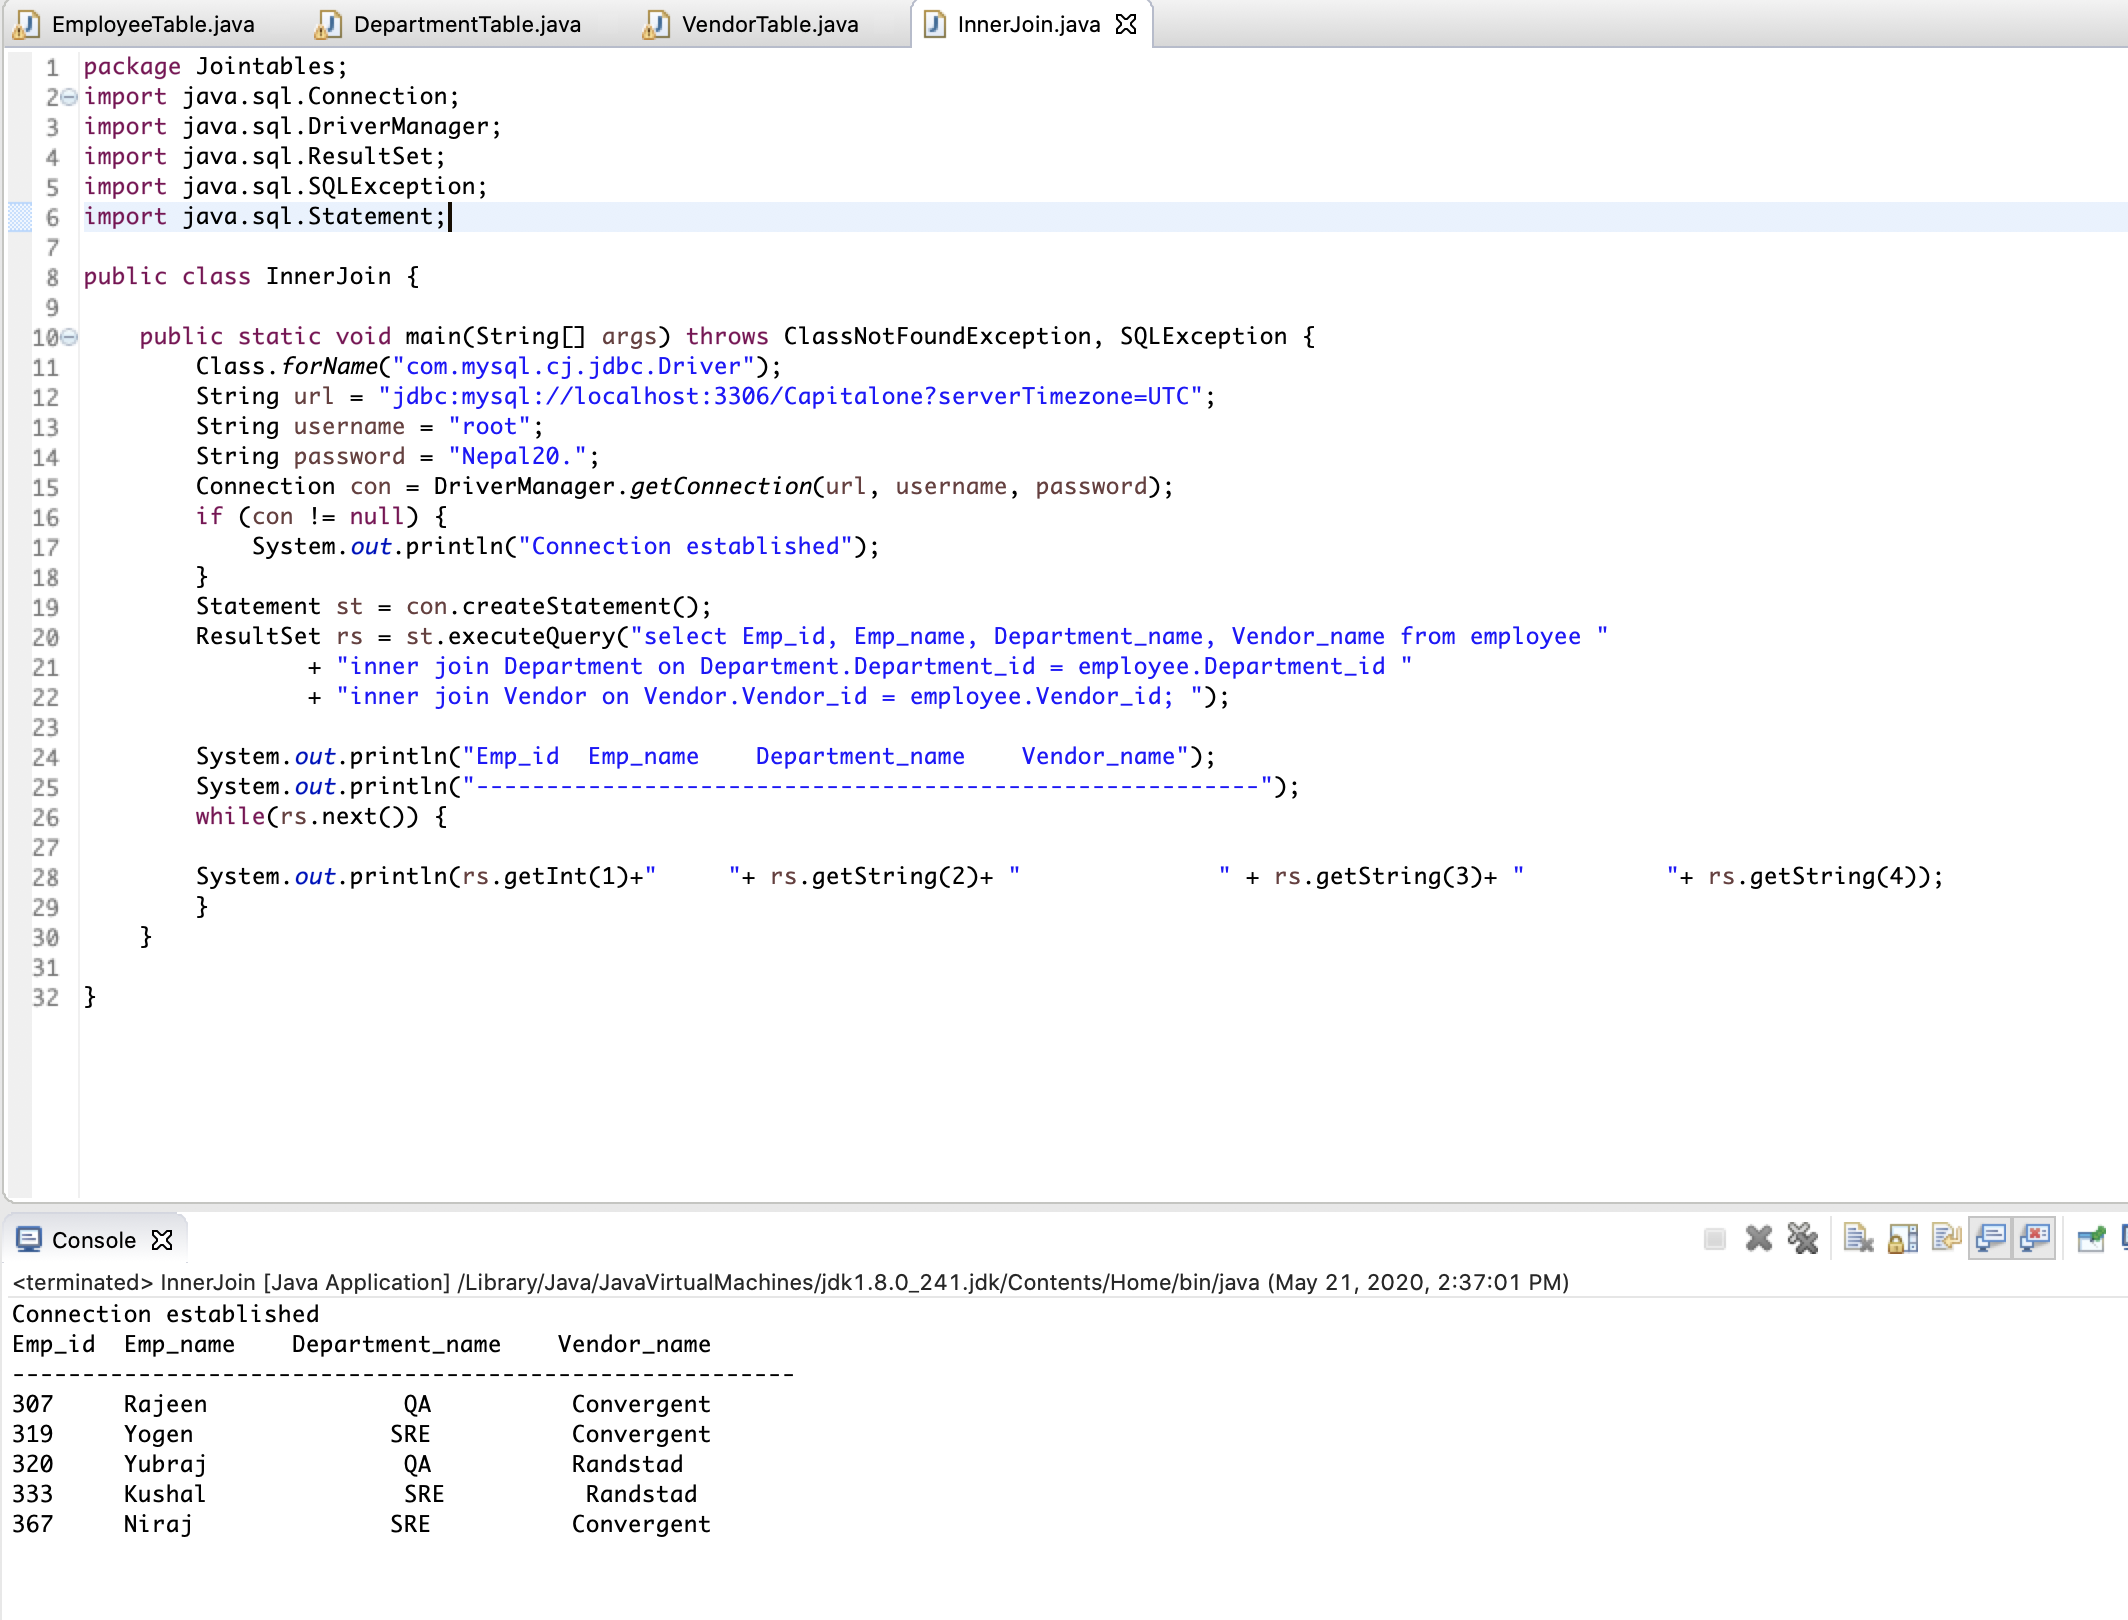 EmployeeTable.java DepartmentTable.java VendorTable.java InnerJoin.java
1 package Jointables;
2 import java.sql.Connection;
3 import java.sql.DriverManager;
4 import java.sql.ResultSet;
5 import java.sql.SQLException;
6 import java.sql.Statement;
7
8 public class InnerJoin {
9
10     public static void main(String[] args) throws ClassNotFoundException, SQLException {
11         Class.forName("com.mysql.cj.jdbc.Driver");
12         String url = "jdbc:mysql://localhost:3306/Capitalone?serverTimezone=UTC";
13         String username = "root";
14         String password = "Nepal20.";
15         Connection con = DriverManager.getConnection(url, username, password);
16         if (con != null) {
17             System.out.println("Connection established");
18         }
19         Statement st = con.createStatement();
20         ResultSet rs = st.executeQuery("select Emp_id, Emp_name, Department_name, Vendor_name from employee "
21                 + "inner join Department on Department.Department_id = employee.Department_id "
22                 + "inner join Vendor on Vendor.Vendor_id = employee.Vendor_id; ");
23
24         System.out.println("Emp_id  Emp_name    Department_name    Vendor_name");
25         System.out.println("--------------------------------------------------------");
26         while(rs.next()) {
27
28         System.out.println(rs.getInt(1)+"     "+ rs.getString(2)+ "              " + rs.getString(3)+ "          "+ rs.getString(4));
29         }
30     }
31
32 }
Console
<terminated> InnerJoin [Java Application] /Library/Java/JavaVirtualMachines/jdk1.8.0_241.jdk/Contents/Home/bin/java (May 21, 2020, 2:37:01 PM)
Connection established
Emp_id  Emp_name    Department_name    Vendor_name
--------------------------------------------------------
307     Rajeen              QA          Convergent
319     Yogen              SRE          Convergent
320     Yubraj              QA          Randstad
333     Kushal              SRE          Randstad
367     Niraj              SRE          Convergent